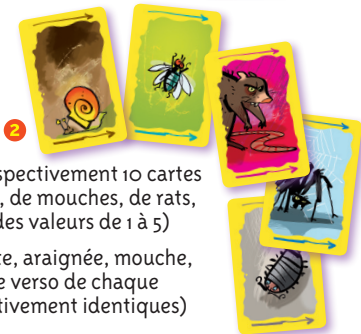 2
spectivement 10 cartes
, de mouches, de rats,
des valeurs de 1 à 5)
e, araignée, mouche,
e verso de chaque
tivement identiques)